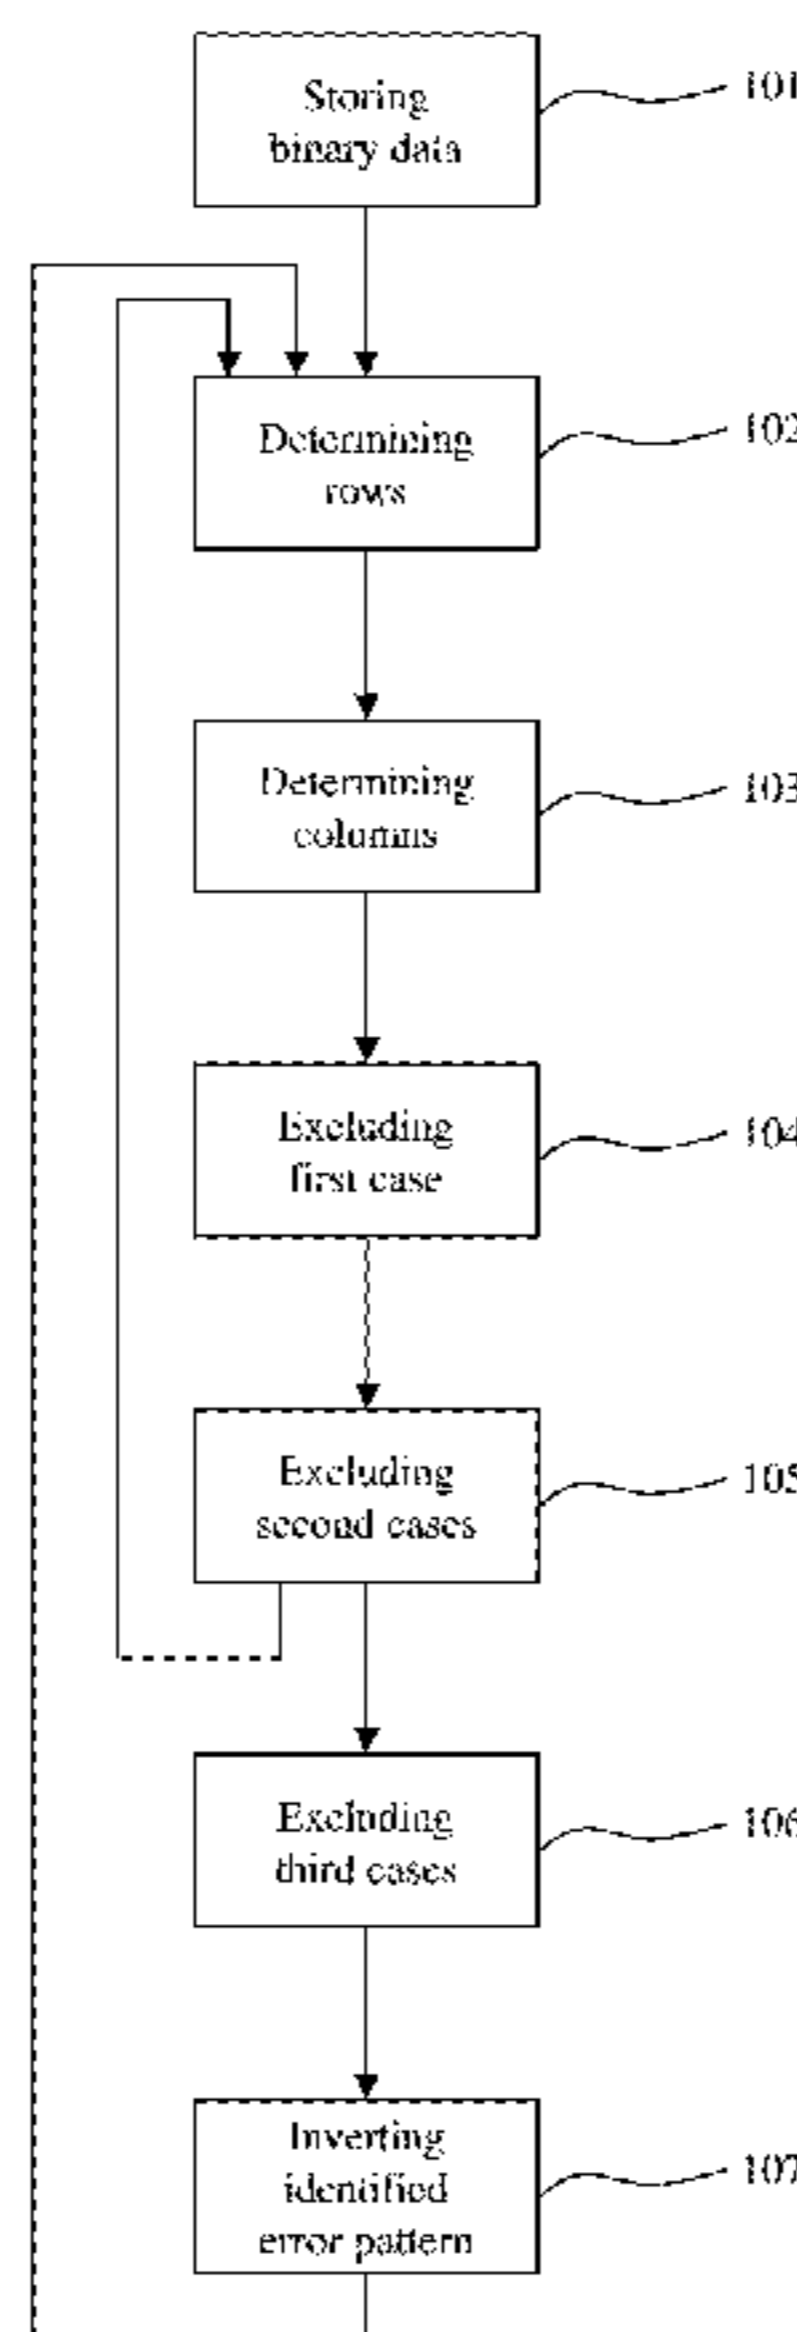 Storing
binary data
101
Determining
rows
102
Determining
columns
103
Excluding
first case
104
Excluding
second cases
105
Excluding
third cases
106
Inverting
identified
error pattern
107